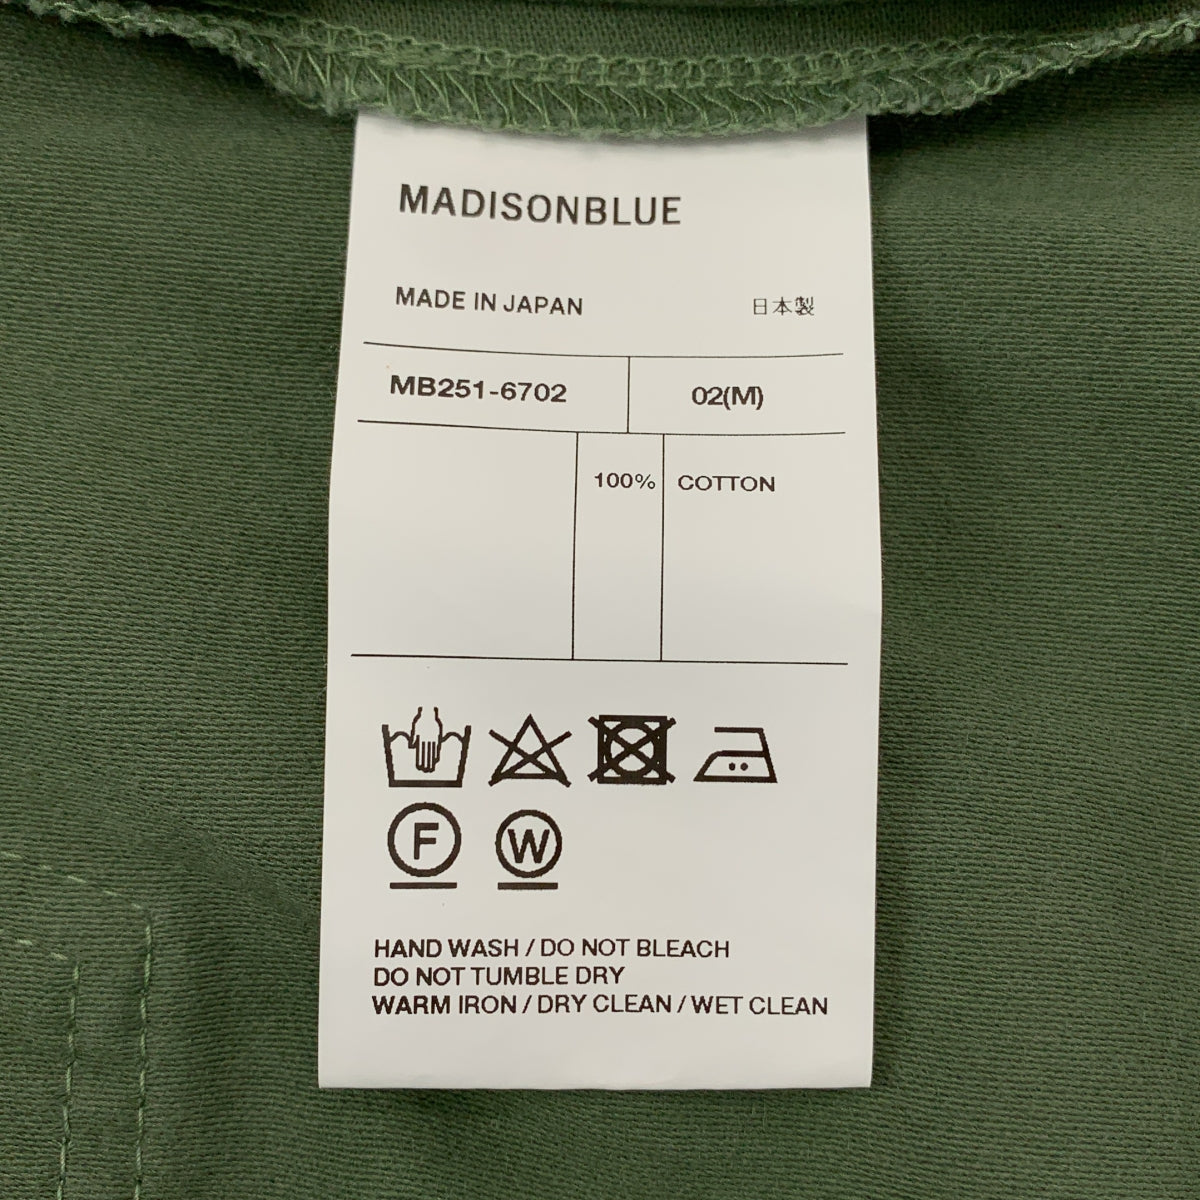 MADISONBLUE
MADE IN JAPAN 日本製
MB251-6702 02(M)
100% COTTON
F W
HAND WASH / DO NOT BLEACH
DO NOT TUMBLE DRY
WARM IRON / DRY CLEAN / WET CLEAN